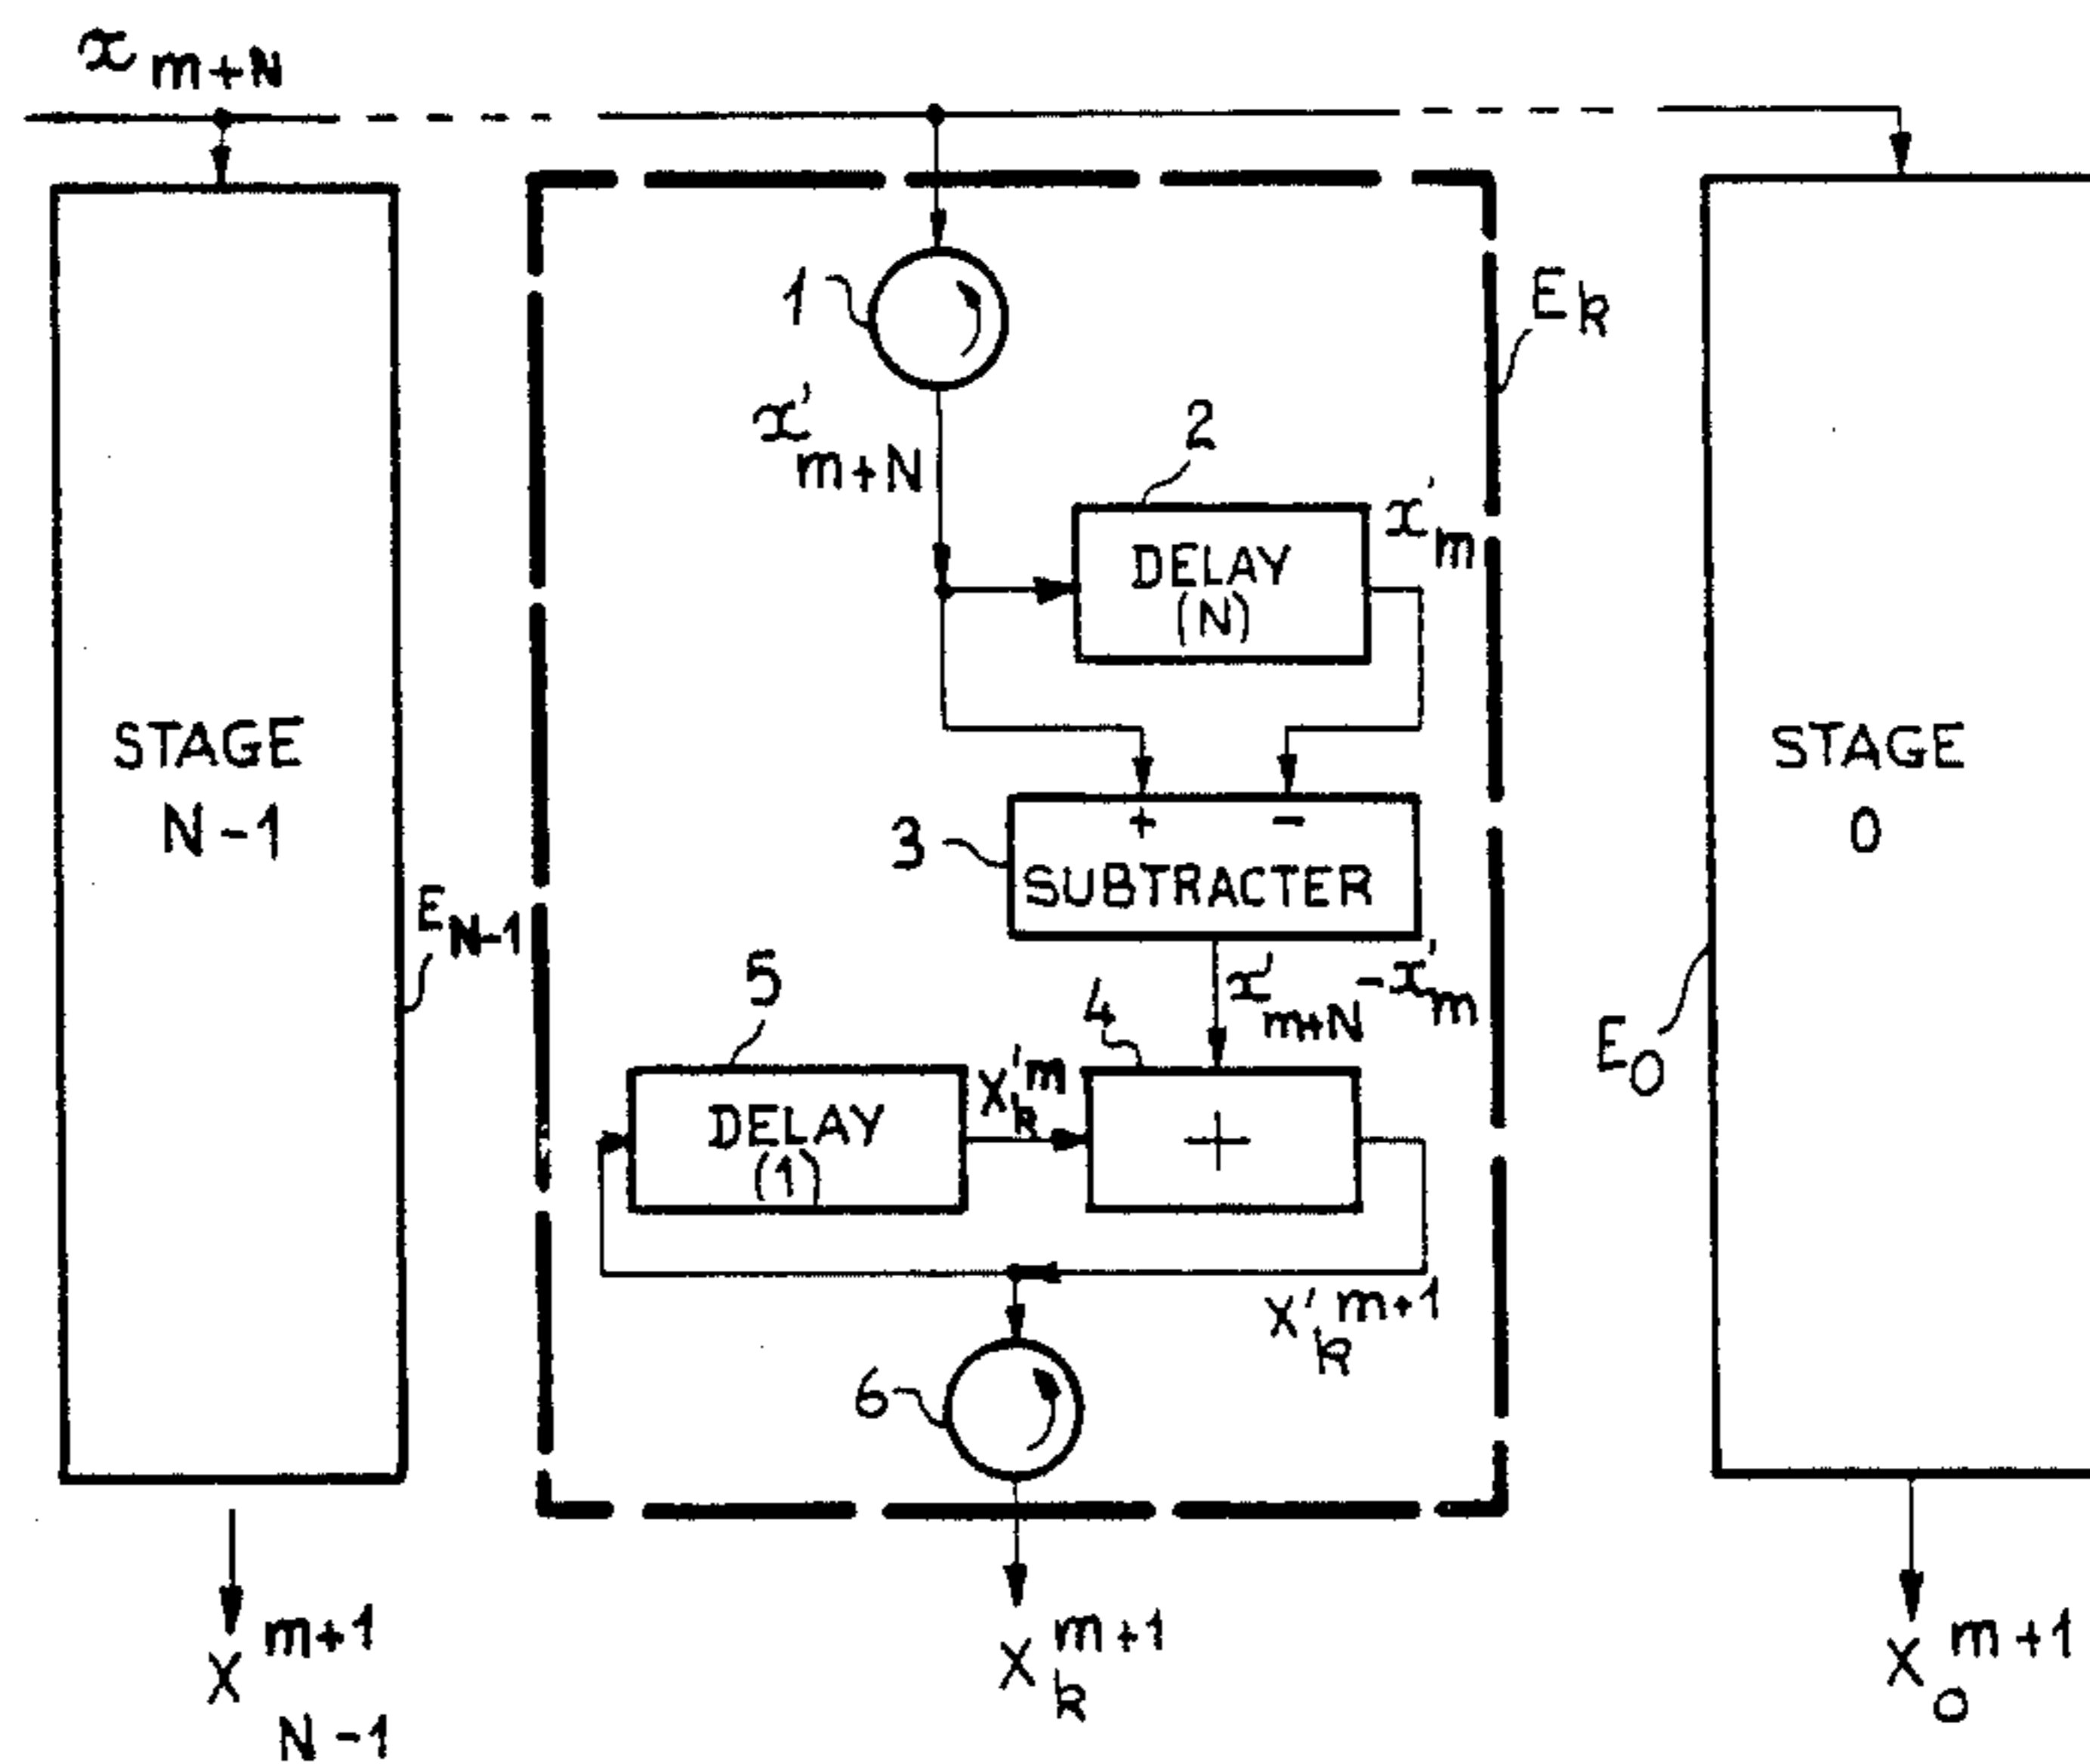 x m+N
1
E k
x' m+N
2
DELAY
(N)
x' m
STAGE
N-1
STAGE
0
3
+ -
SUBTRACTER
E N-1
x' m+N - x' m
5
4
E 0
DELAY
(1)
X' k m
+
X' k m+1
6
X N-1 m+1
X k m+1
X 0 m+1